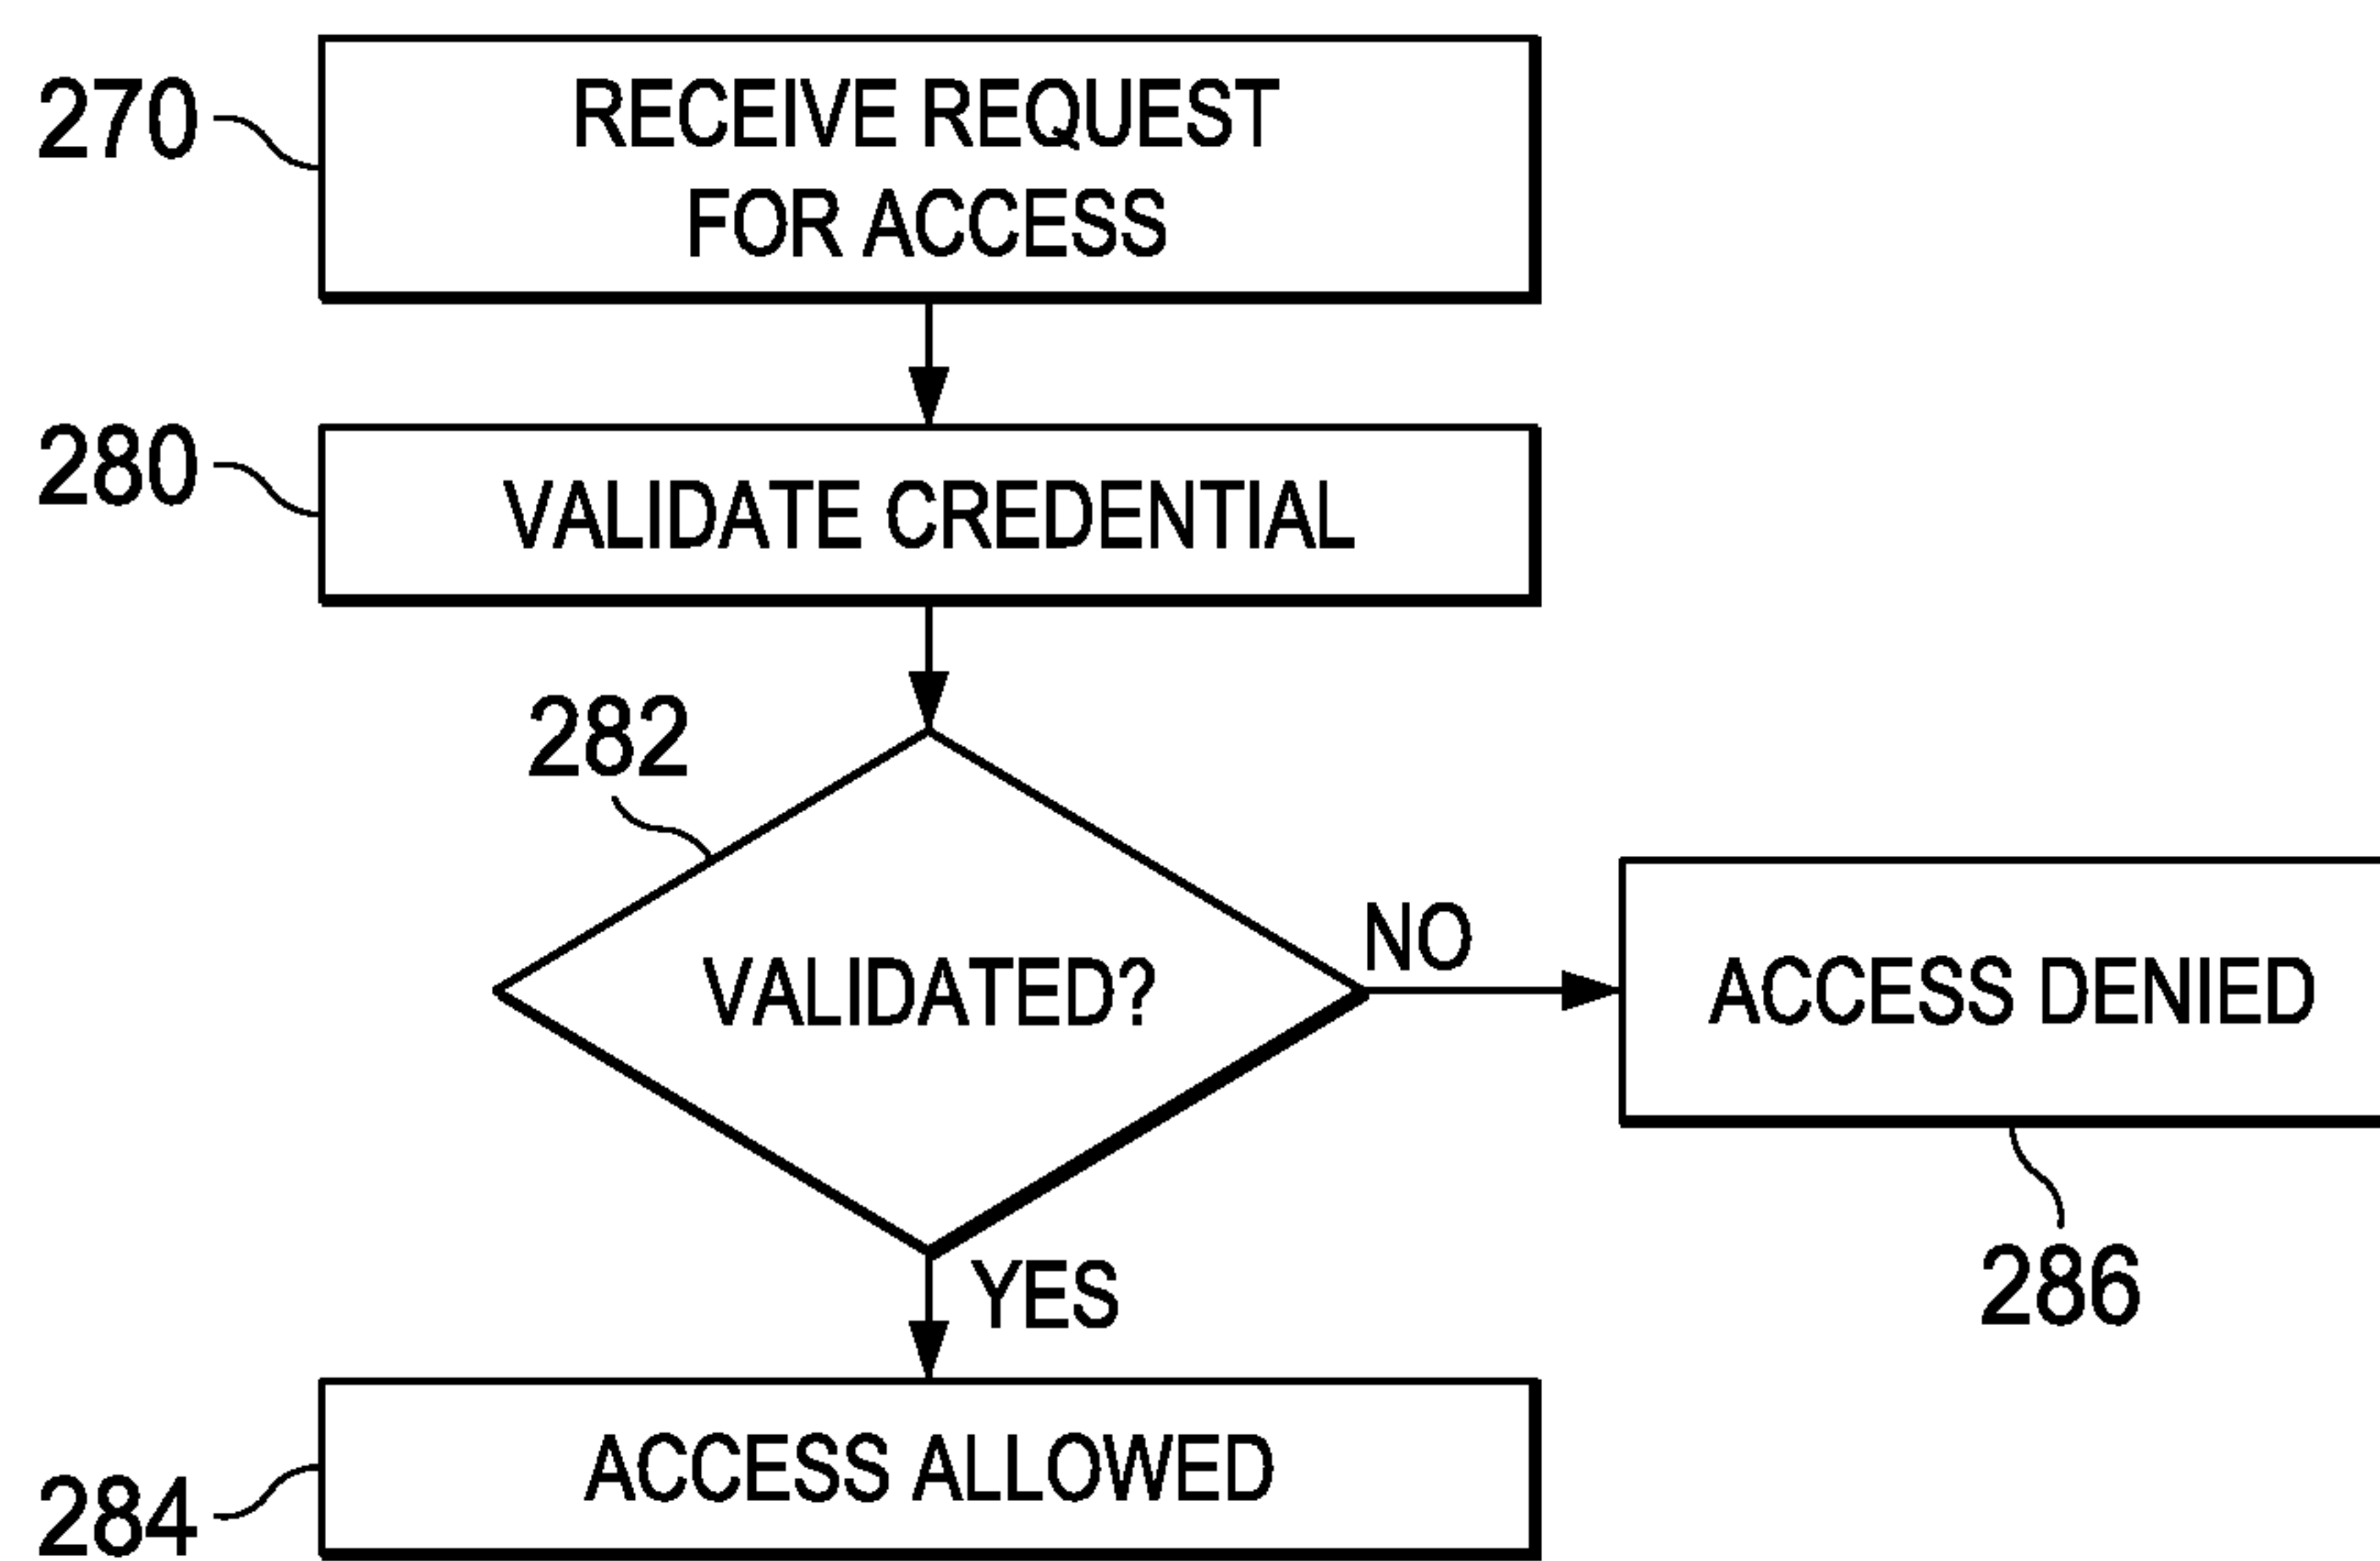 270
RECEIVE REQUEST
FOR ACCESS
280
VALIDATE CREDENTIAL
282
VALIDATED?
NO
ACCESS DENIED
286
YES
284
ACCESS ALLOWED